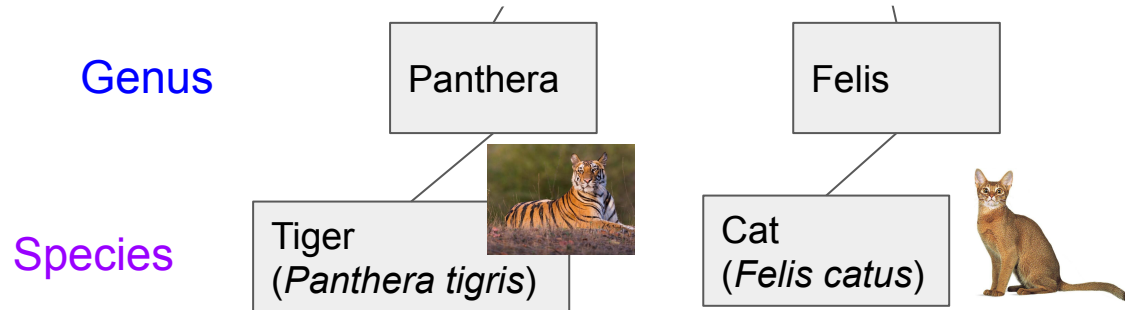 Genus
Panthera
Felis
Species
Tiger
(Panthera tigris)
Cat
(Felis catus)